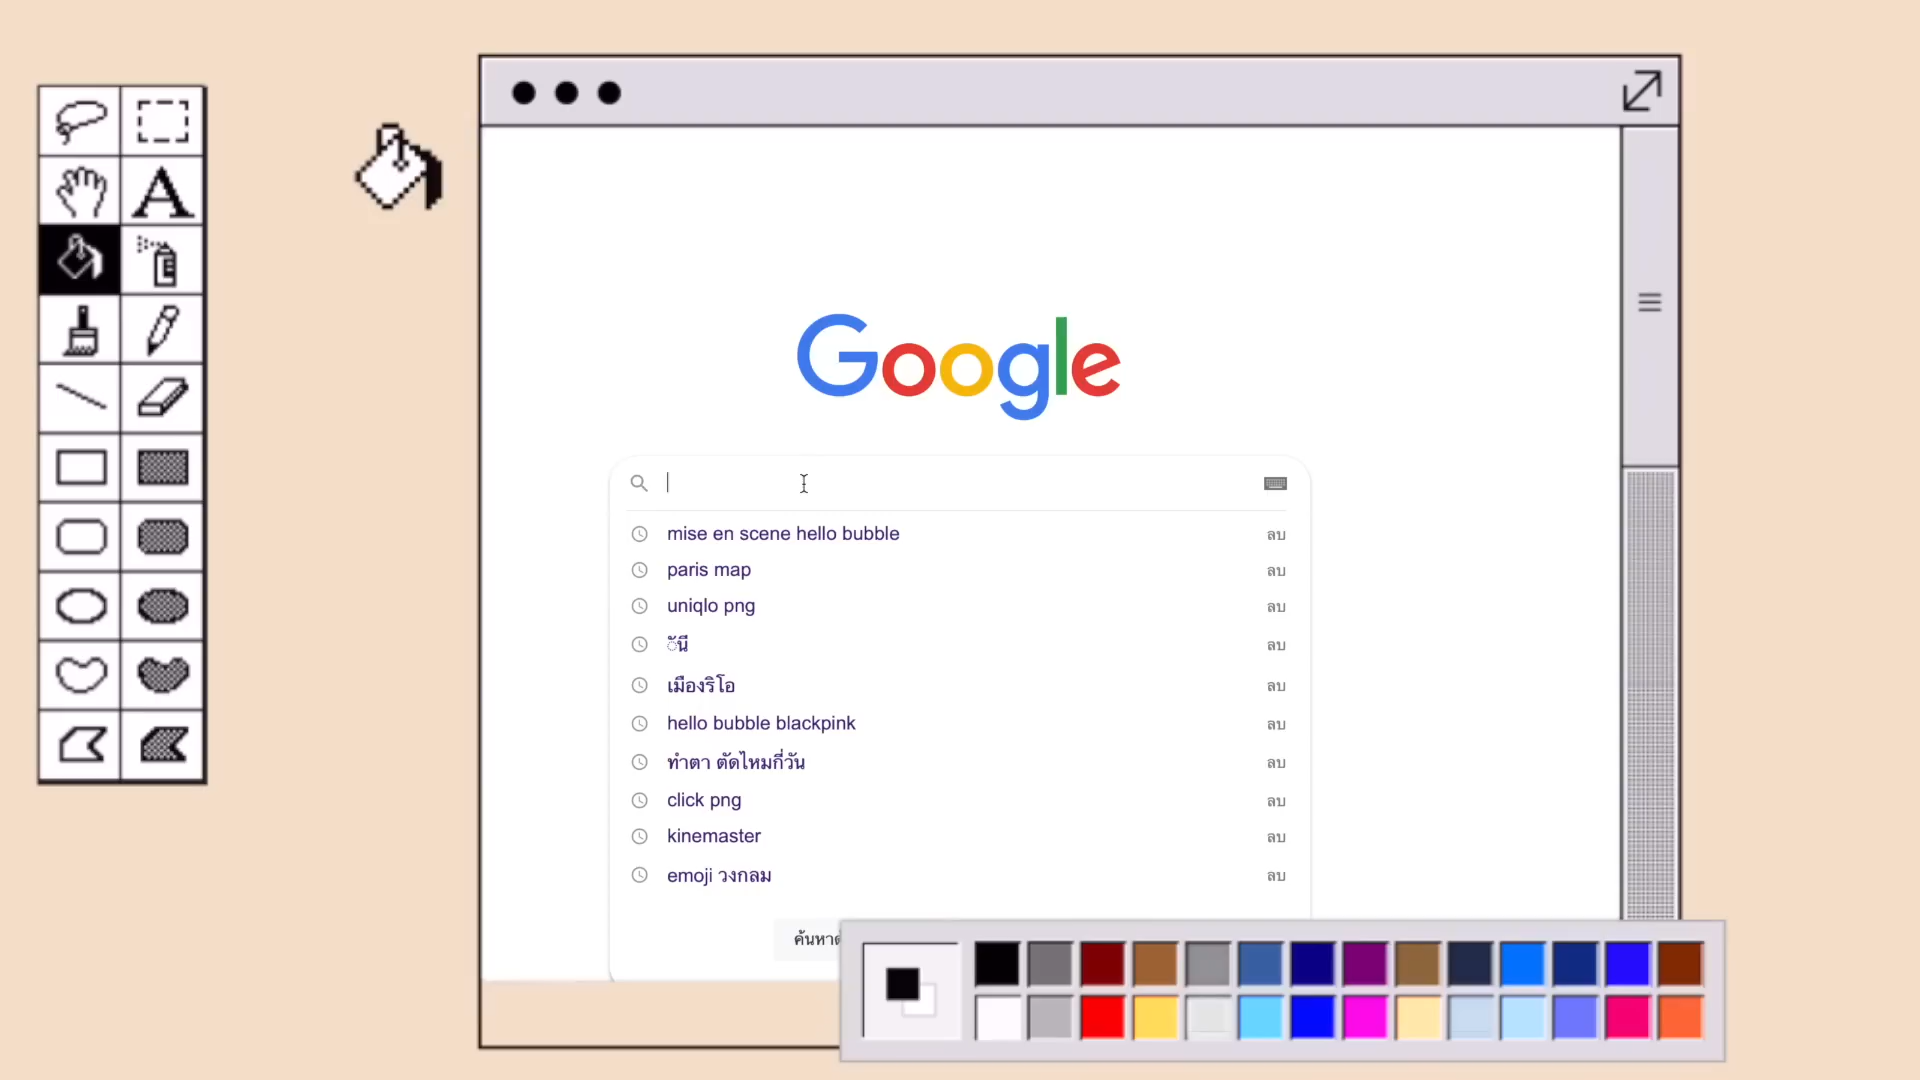 A
Google
mise en scene hello bubble ลบ
paris map ลบ
uniqlo png ลบ
ันี ลบ
เมืองริโอ ลบ
hello bubble blackpink ลบ
ทำตา ตัดไหมกี่วัน ลบ
click png ลบ
kinemaster ลบ
emoji วงกลม ลบ